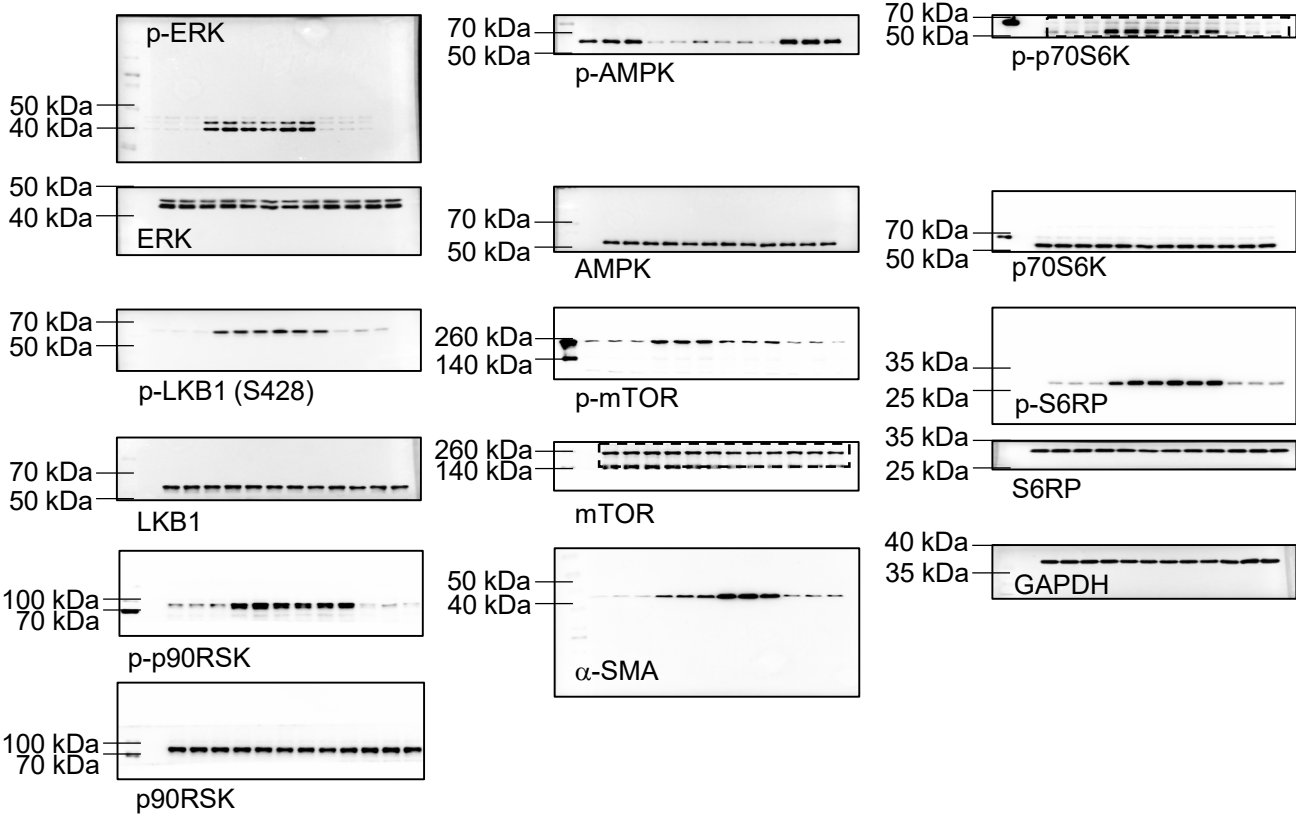 p-ERK
50 kDa
40 kDa
50 kDa
40 kDa
ERK
70 kDa
50 kDa
p-LKB1 (S428)
70 kDa
50 kDa
LKB1
100 kDa
70 kDa
p-p90RSK
100 kDa
70 kDa
p90RSK
70 kDa
50 kDa
p-AMPK
70 kDa
50 kDa
AMPK
260 kDa
140 kDa
p-mTOR
260 kDa
140 kDa
mTOR
50 kDa
40 kDa
α-SMA
70 kDa
50 kDa
p-p70S6K
70 kDa
50 kDa
p70S6K
35 kDa
25 kDa
p-S6RP
35 kDa
25 kDa
S6RP
40 kDa
35 kDa
GAPDH